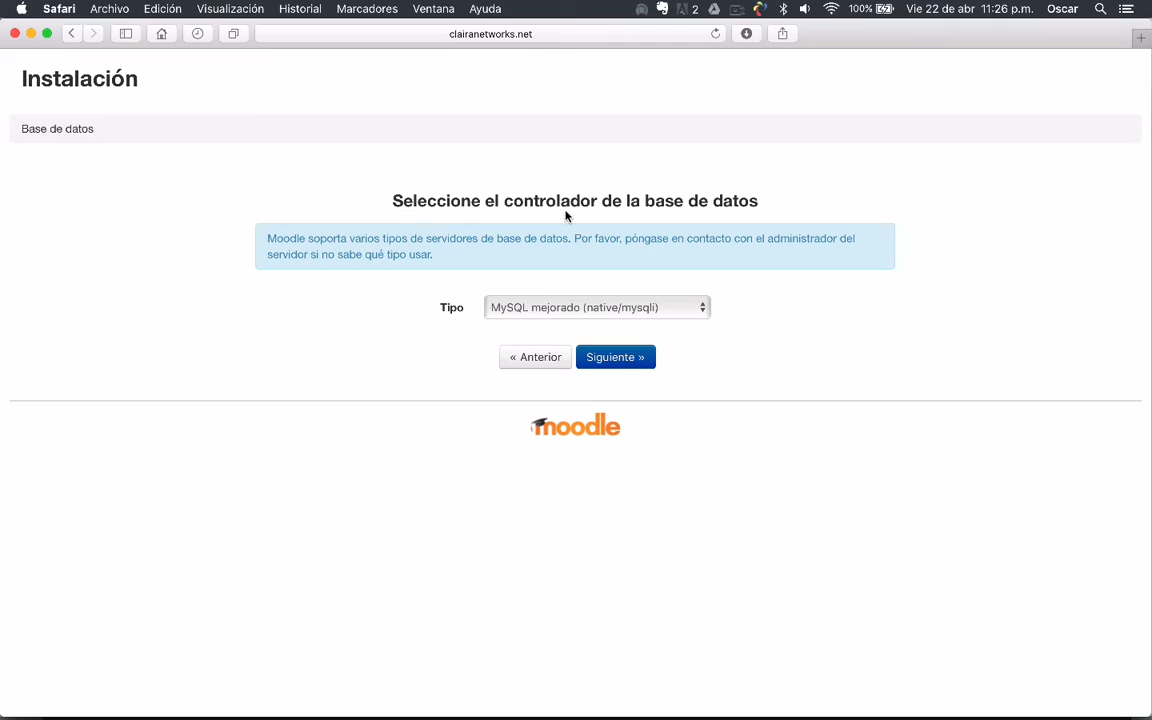 Safari Archivo Edición Visualización Historial Marcadores Ventana Ayuda 2 100% Vie 22 de abr 11:26 p.m. Oscar
clairanetworks.net
Instalación
Base de datos
Seleccione el controlador de la base de datos
Moodle soporta varios tipos de servidores de base de datos. Por favor, póngase en contacto con el administrador del
servidor si no sabe qué tipo usar.
Tipo MySQL mejorado (native/mysqli)
« Anterior Siguiente »
moodle